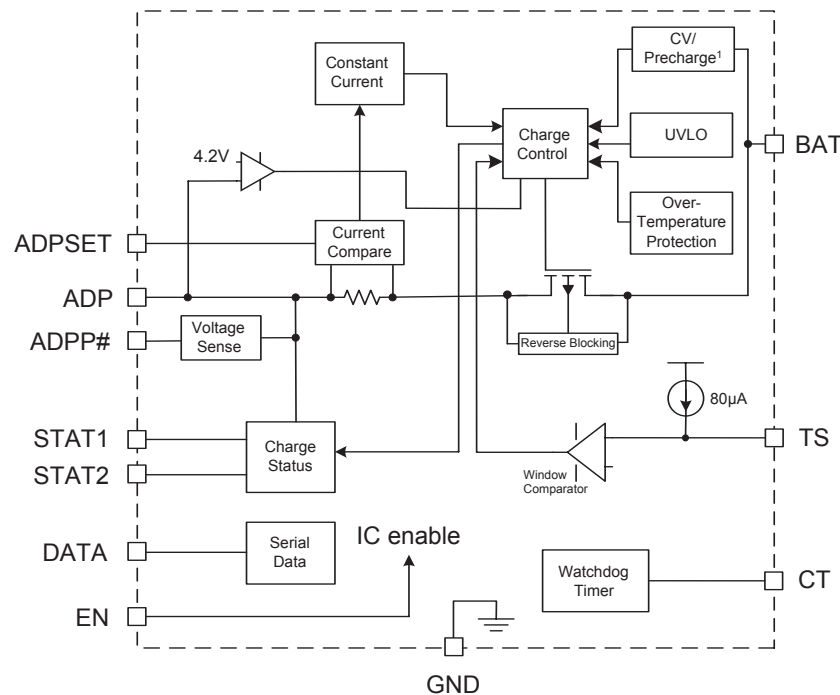 Constant
Current
CV/
Precharge¹
Charge
Control
UVLO
BAT
4.2V
Over-
Temperature
Protection
ADPSET
Current
Compare
ADP
ADPP#
Voltage
Sense
Reverse Blocking
80µA
STAT1
STAT2
Charge
Status
TS
Window
Comparator
DATA
Serial
Data
IC enable
Watchdog
Timer
CT
EN
GND